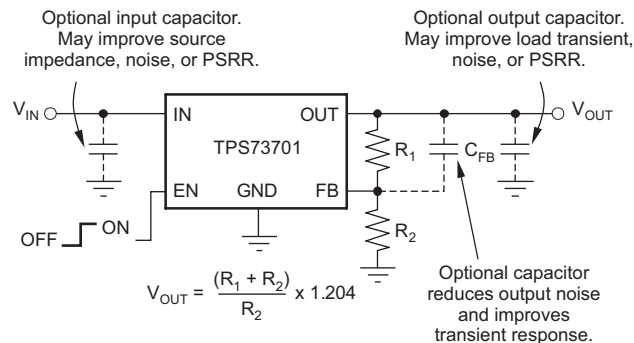 Optional input capacitor.
May improve source
impedance, noise, or PSRR.
Optional output capacitor.
May improve load transient,
noise, or PSRR.
V_IN
IN
OUT
V_OUT
TPS73701
R_1
C_FB
EN
GND
FB
OFF
ON
R_2
V_OUT = (R_1 + R_2) / R_2 x 1.204
Optional capacitor
reduces output noise
and improves
transient response.